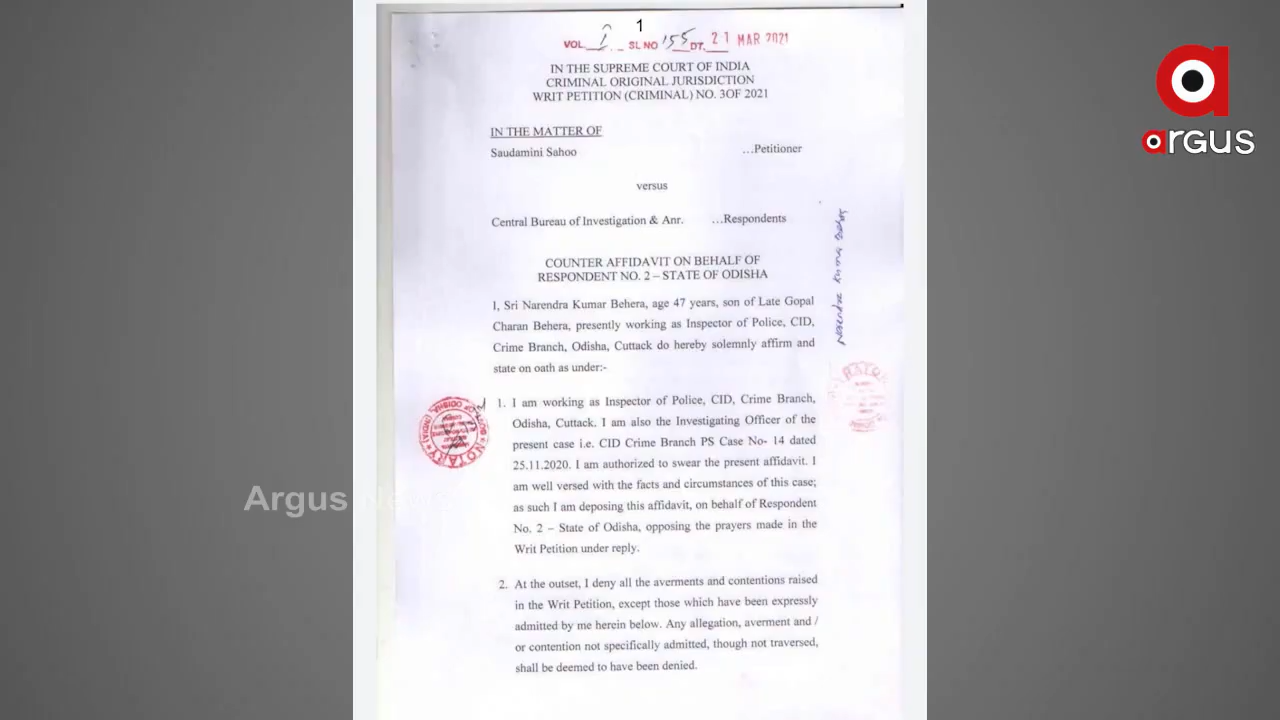 1
VOL. 1 SL NO 155 DT. 21 MAR 2021
IN THE SUPREME COURT OF INDIA
CRIMINAL ORIGINAL JURISDICTION
WRIT PETITION (CRIMINAL) NO. 3OF 2021
IN THE MATTER OF
Saudamini Sahoo ...Petitioner
versus
Central Bureau of Investigation & Anr. ...Respondents
COUNTER AFFIDAVIT ON BEHALF OF
RESPONDENT NO. 2 – STATE OF ODISHA
I, Sri Narendra Kumar Behera, age 47 years, son of Late Gopal
Charan Behera, presently working as Inspector of Police, CID,
Crime Branch, Odisha, Cuttack do hereby solemnly affirm and
state on oath as under:-
1. I am working as Inspector of Police, CID, Crime Branch,
Odisha, Cuttack. I am also the Investigating Officer of the
present case i.e. CID Crime Branch PS Case No- 14 dated
25.11.2020. I am authorized to swear the present affidavit. I
am well versed with the facts and circumstances of this case;
as such I am deposing this affidavit, on behalf of Respondent
No. 2 – State of Odisha, opposing the prayers made in the
Writ Petition under reply.
2. At the outset, I deny all the averments and contentions raised
in the Writ Petition, except those which have been expressly
admitted by me herein below. Any allegation, averment and /
or contention not specifically admitted, though not traversed,
shall be deemed to have been denied.
Narendra Kumar Behera
NOTARY
GOVT. OF ODISHA
(INDIA)
Argus News
argus